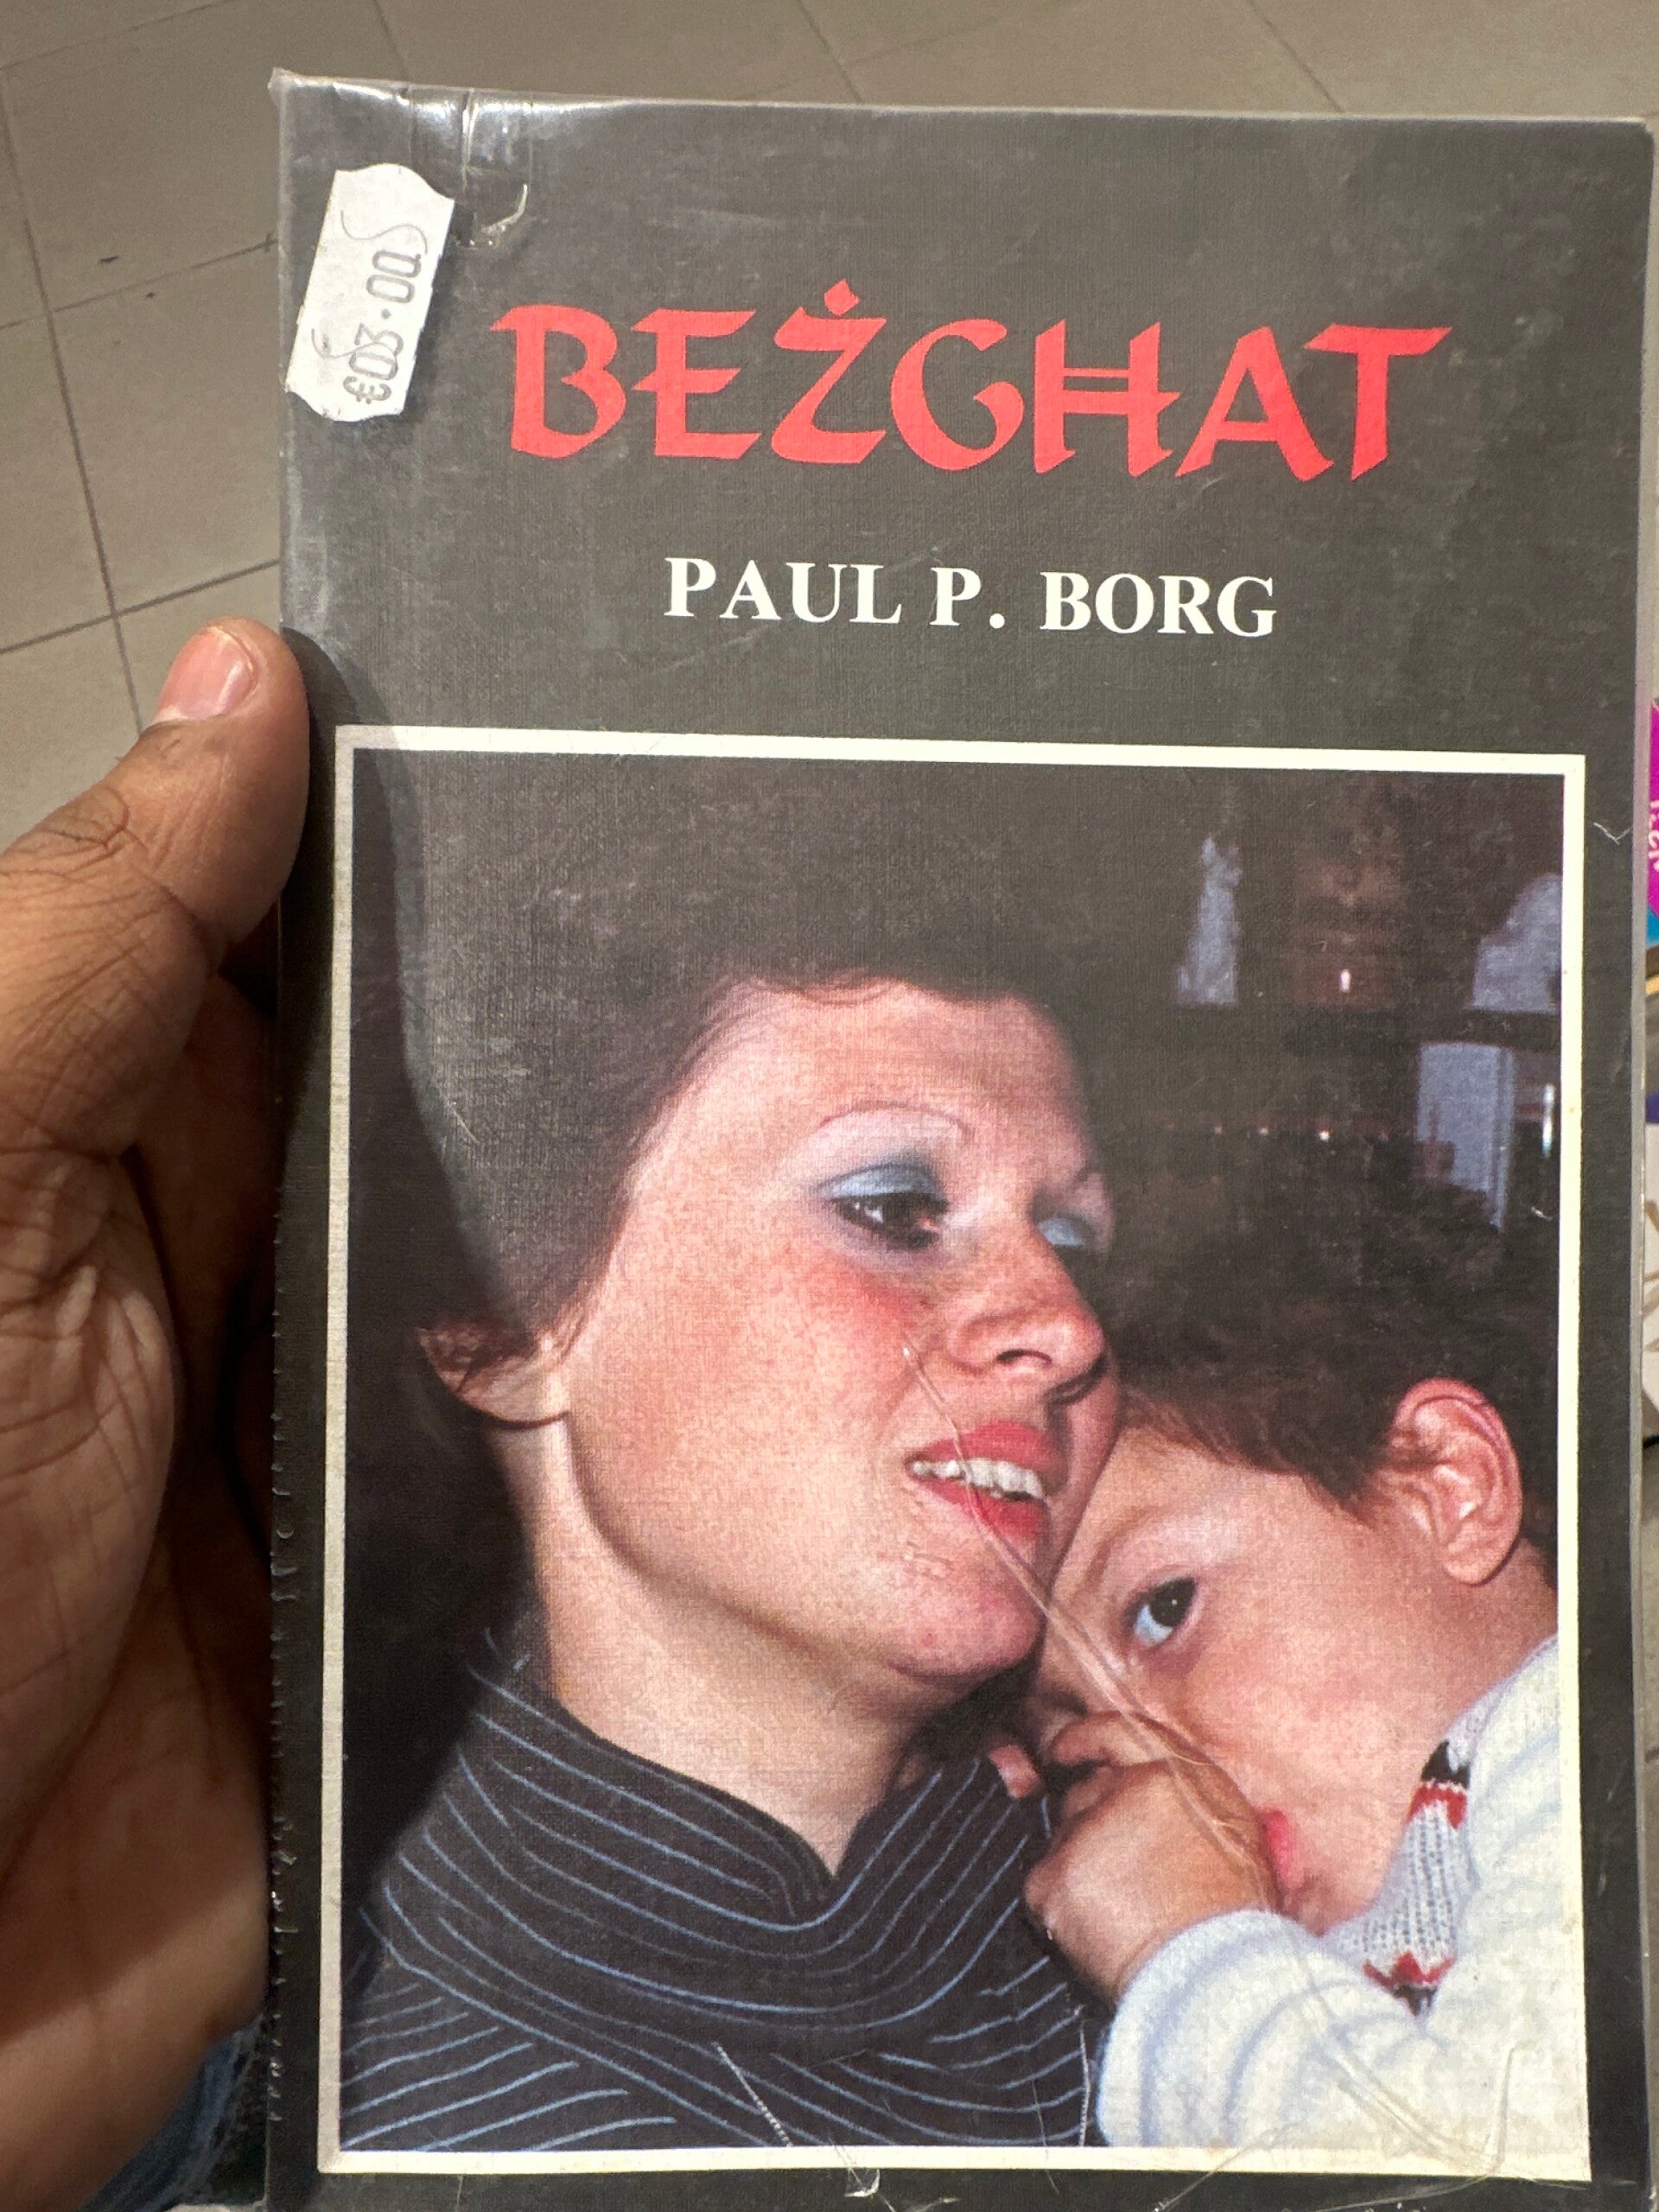 €03.00
BEŻGĦAT
PAUL P. BORG